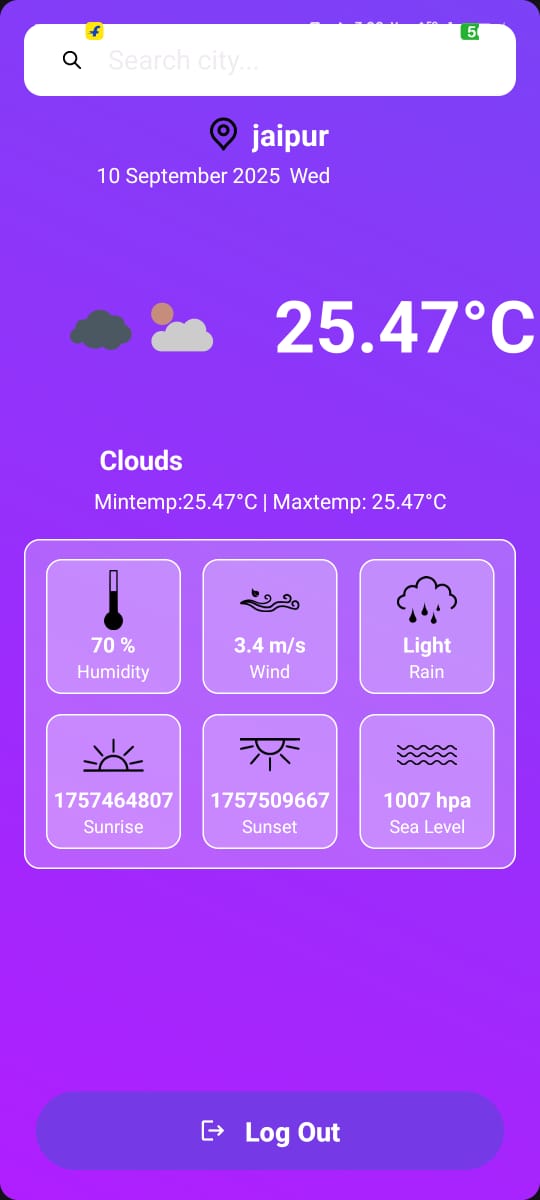 Search city...
jaipur
10 September 2025 Wed
25.47°C
Clouds
Mintemp:25.47°C | Maxtemp: 25.47°C
70 % 3.4 m/s Light
Humidity Wind Rain
1757464807 1757509667 1007 hpa
Sunrise Sunset Sea Level
Log Out